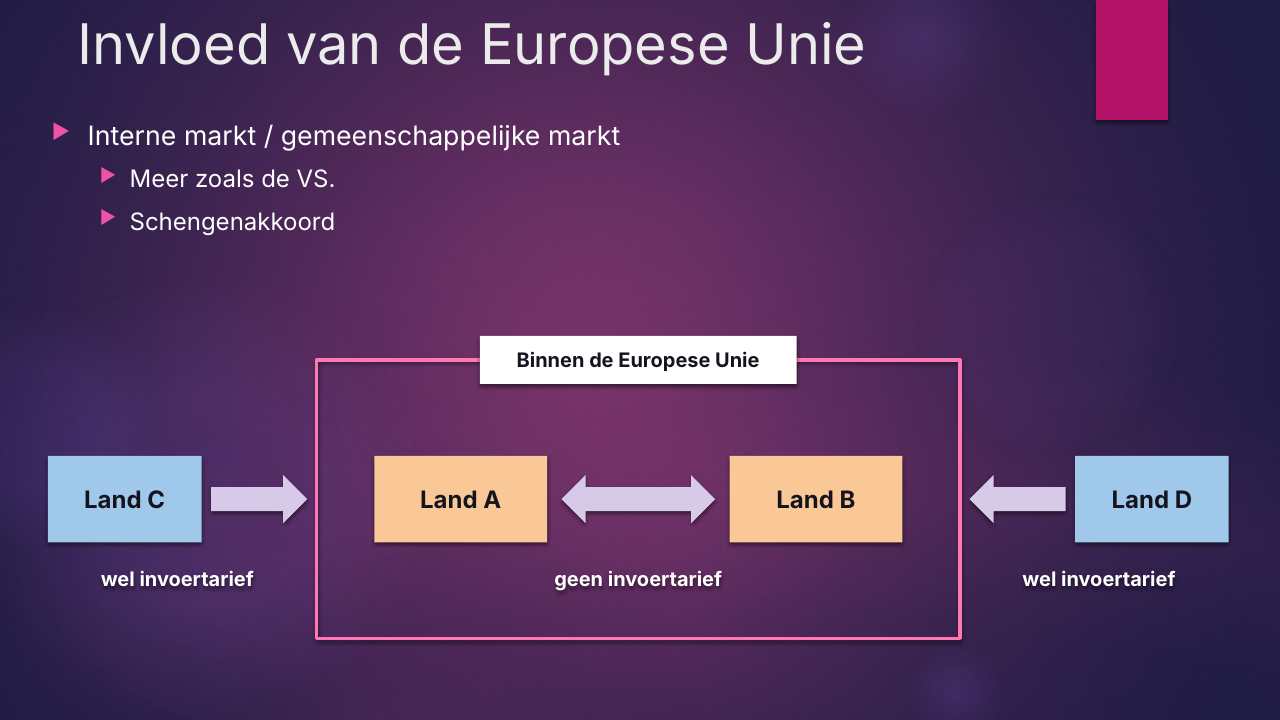 Invloed van de Europese Unie
Interne markt / gemeenschappelijke markt
Meer zoals de VS.
Schengenakkoord
Binnen de Europese Unie
Land C
Land A
Land B
Land D
wel invoertarief
geen invoertarief
wel invoertarief